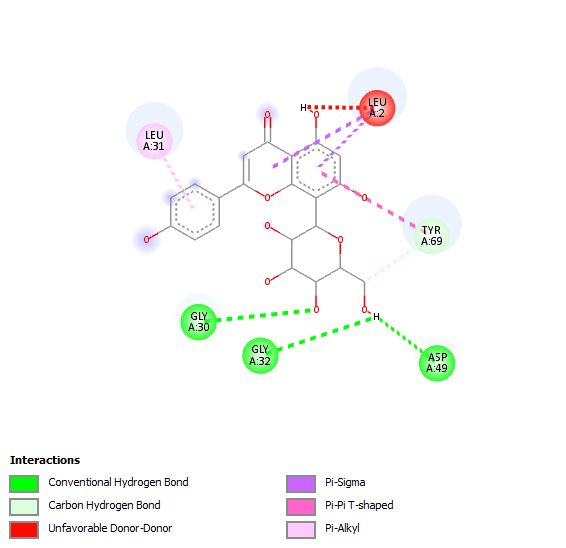 H
O
O
LEU
A:2
LEU
A:31
O
O
O
O
O
TYR
A:69
O
O
GLY
A:30
O
O
H
GLY
A:32
ASP
A:49
Interactions
Conventional Hydrogen Bond
Carbon Hydrogen Bond
Unfavorable Donor-Donor
Pi-Sigma
Pi-Pi T-shaped
Pi-Alkyl